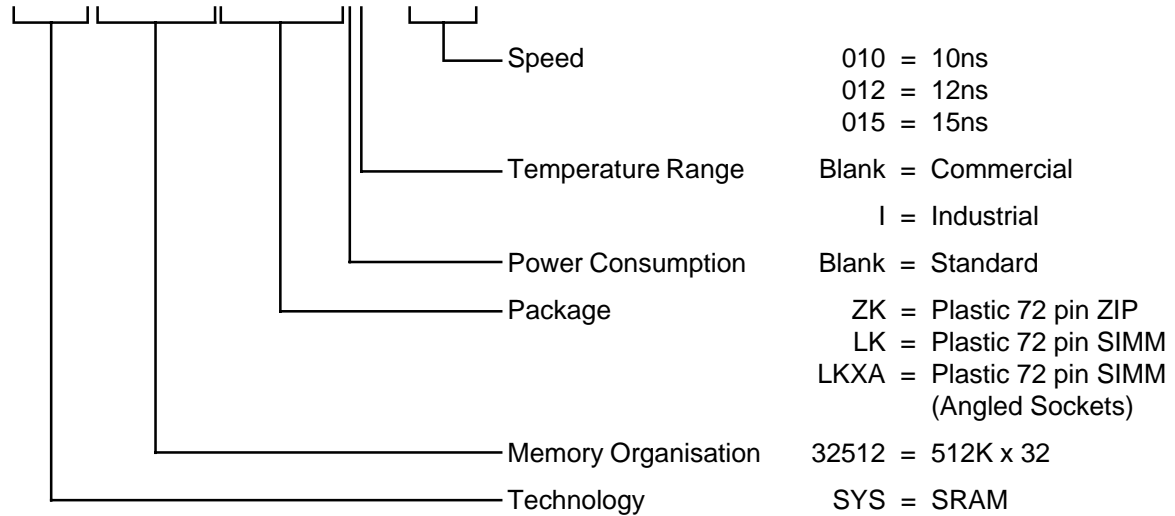 Speed 010 = 10ns
012 = 12ns
015 = 15ns
Temperature Range Blank = Commercial
I = Industrial
Power Consumption Blank = Standard
Package ZK = Plastic 72 pin ZIP
LK = Plastic 72 pin SIMM
LKXA = Plastic 72 pin SIMM
(Angled Sockets)
Memory Organisation 32512 = 512K x 32
Technology SYS = SRAM